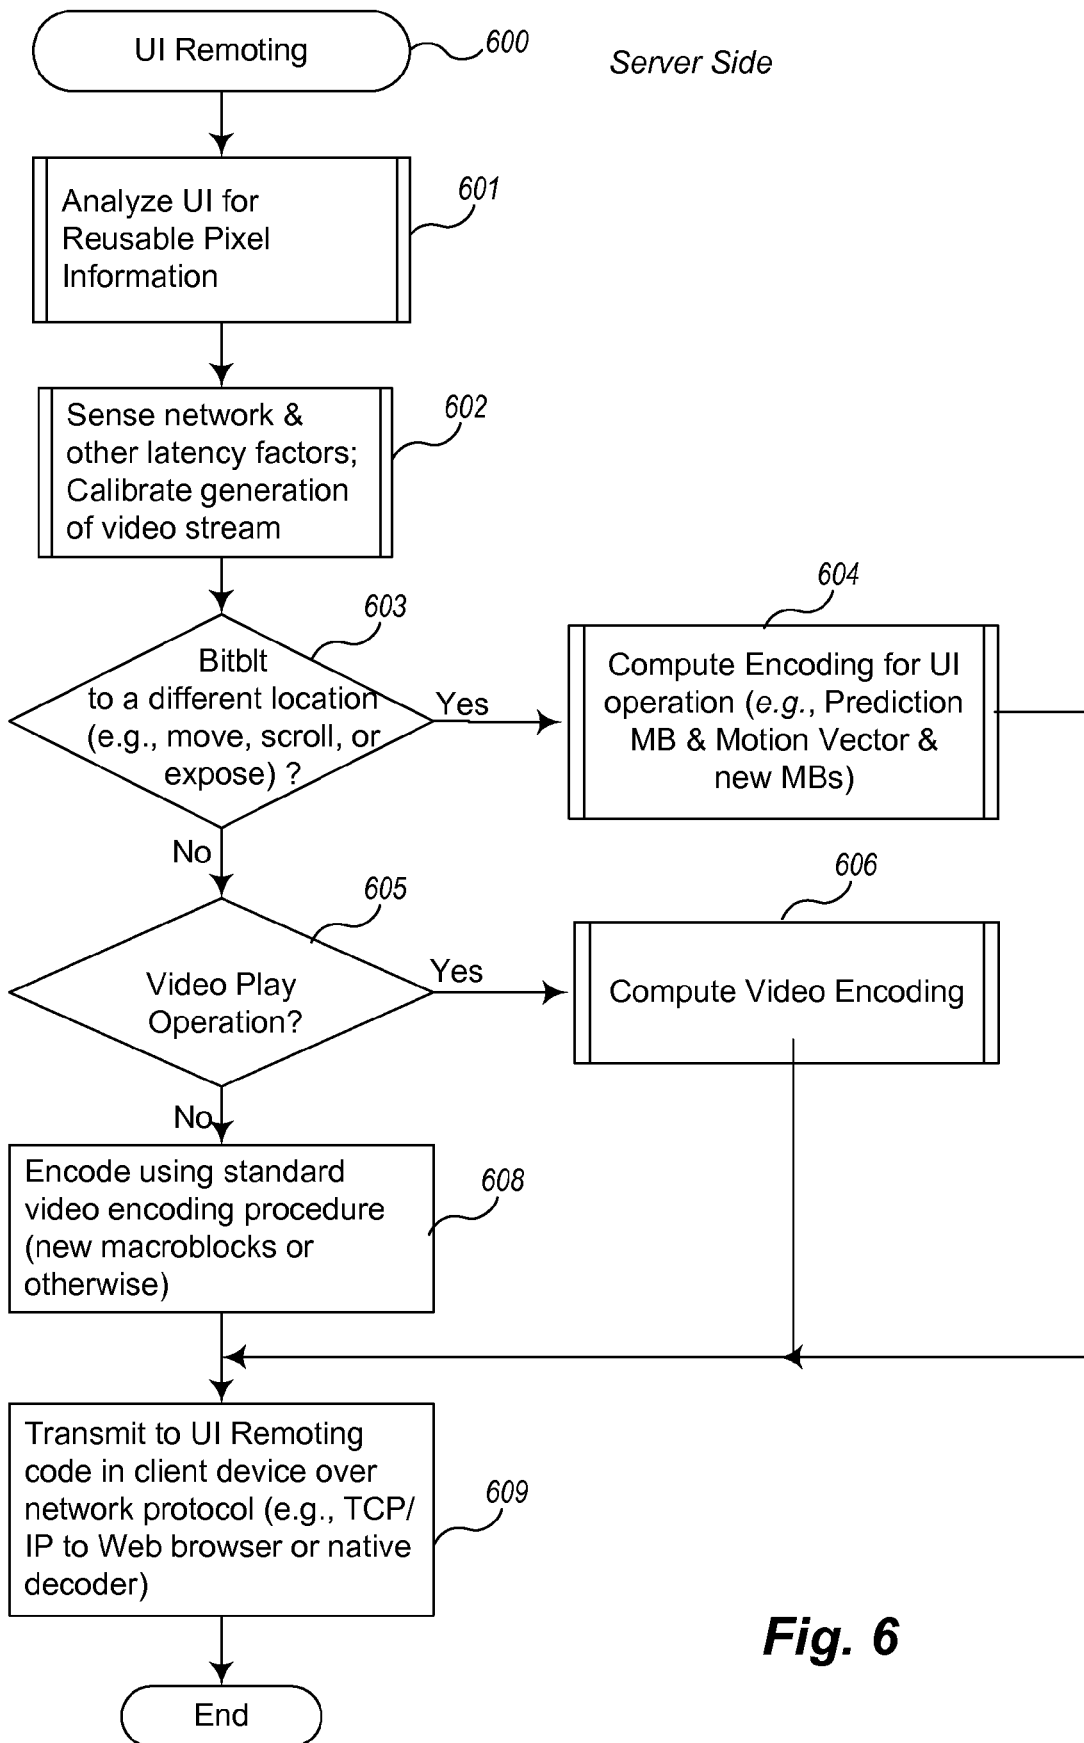 UI Remoting
600
Server Side
Analyze UI for
Reusable Pixel
Information
601
Sense network &
other latency factors;
Calibrate generation
of video stream
602
Bitblt
to a different location
(e.g., move, scroll, or
expose) ?
603
Yes
Compute Encoding for UI
operation (e.g., Prediction
MB & Motion Vector &
new MBs)
604
No
Video Play
Operation?
605
Yes
Compute Video Encoding
606
No
Encode using standard
video encoding procedure
(new macroblocks or
otherwise)
608
Transmit to UI Remoting
code in client device over
network protocol (e.g., TCP/
IP to Web browser or native
decoder)
609
End
Fig. 6